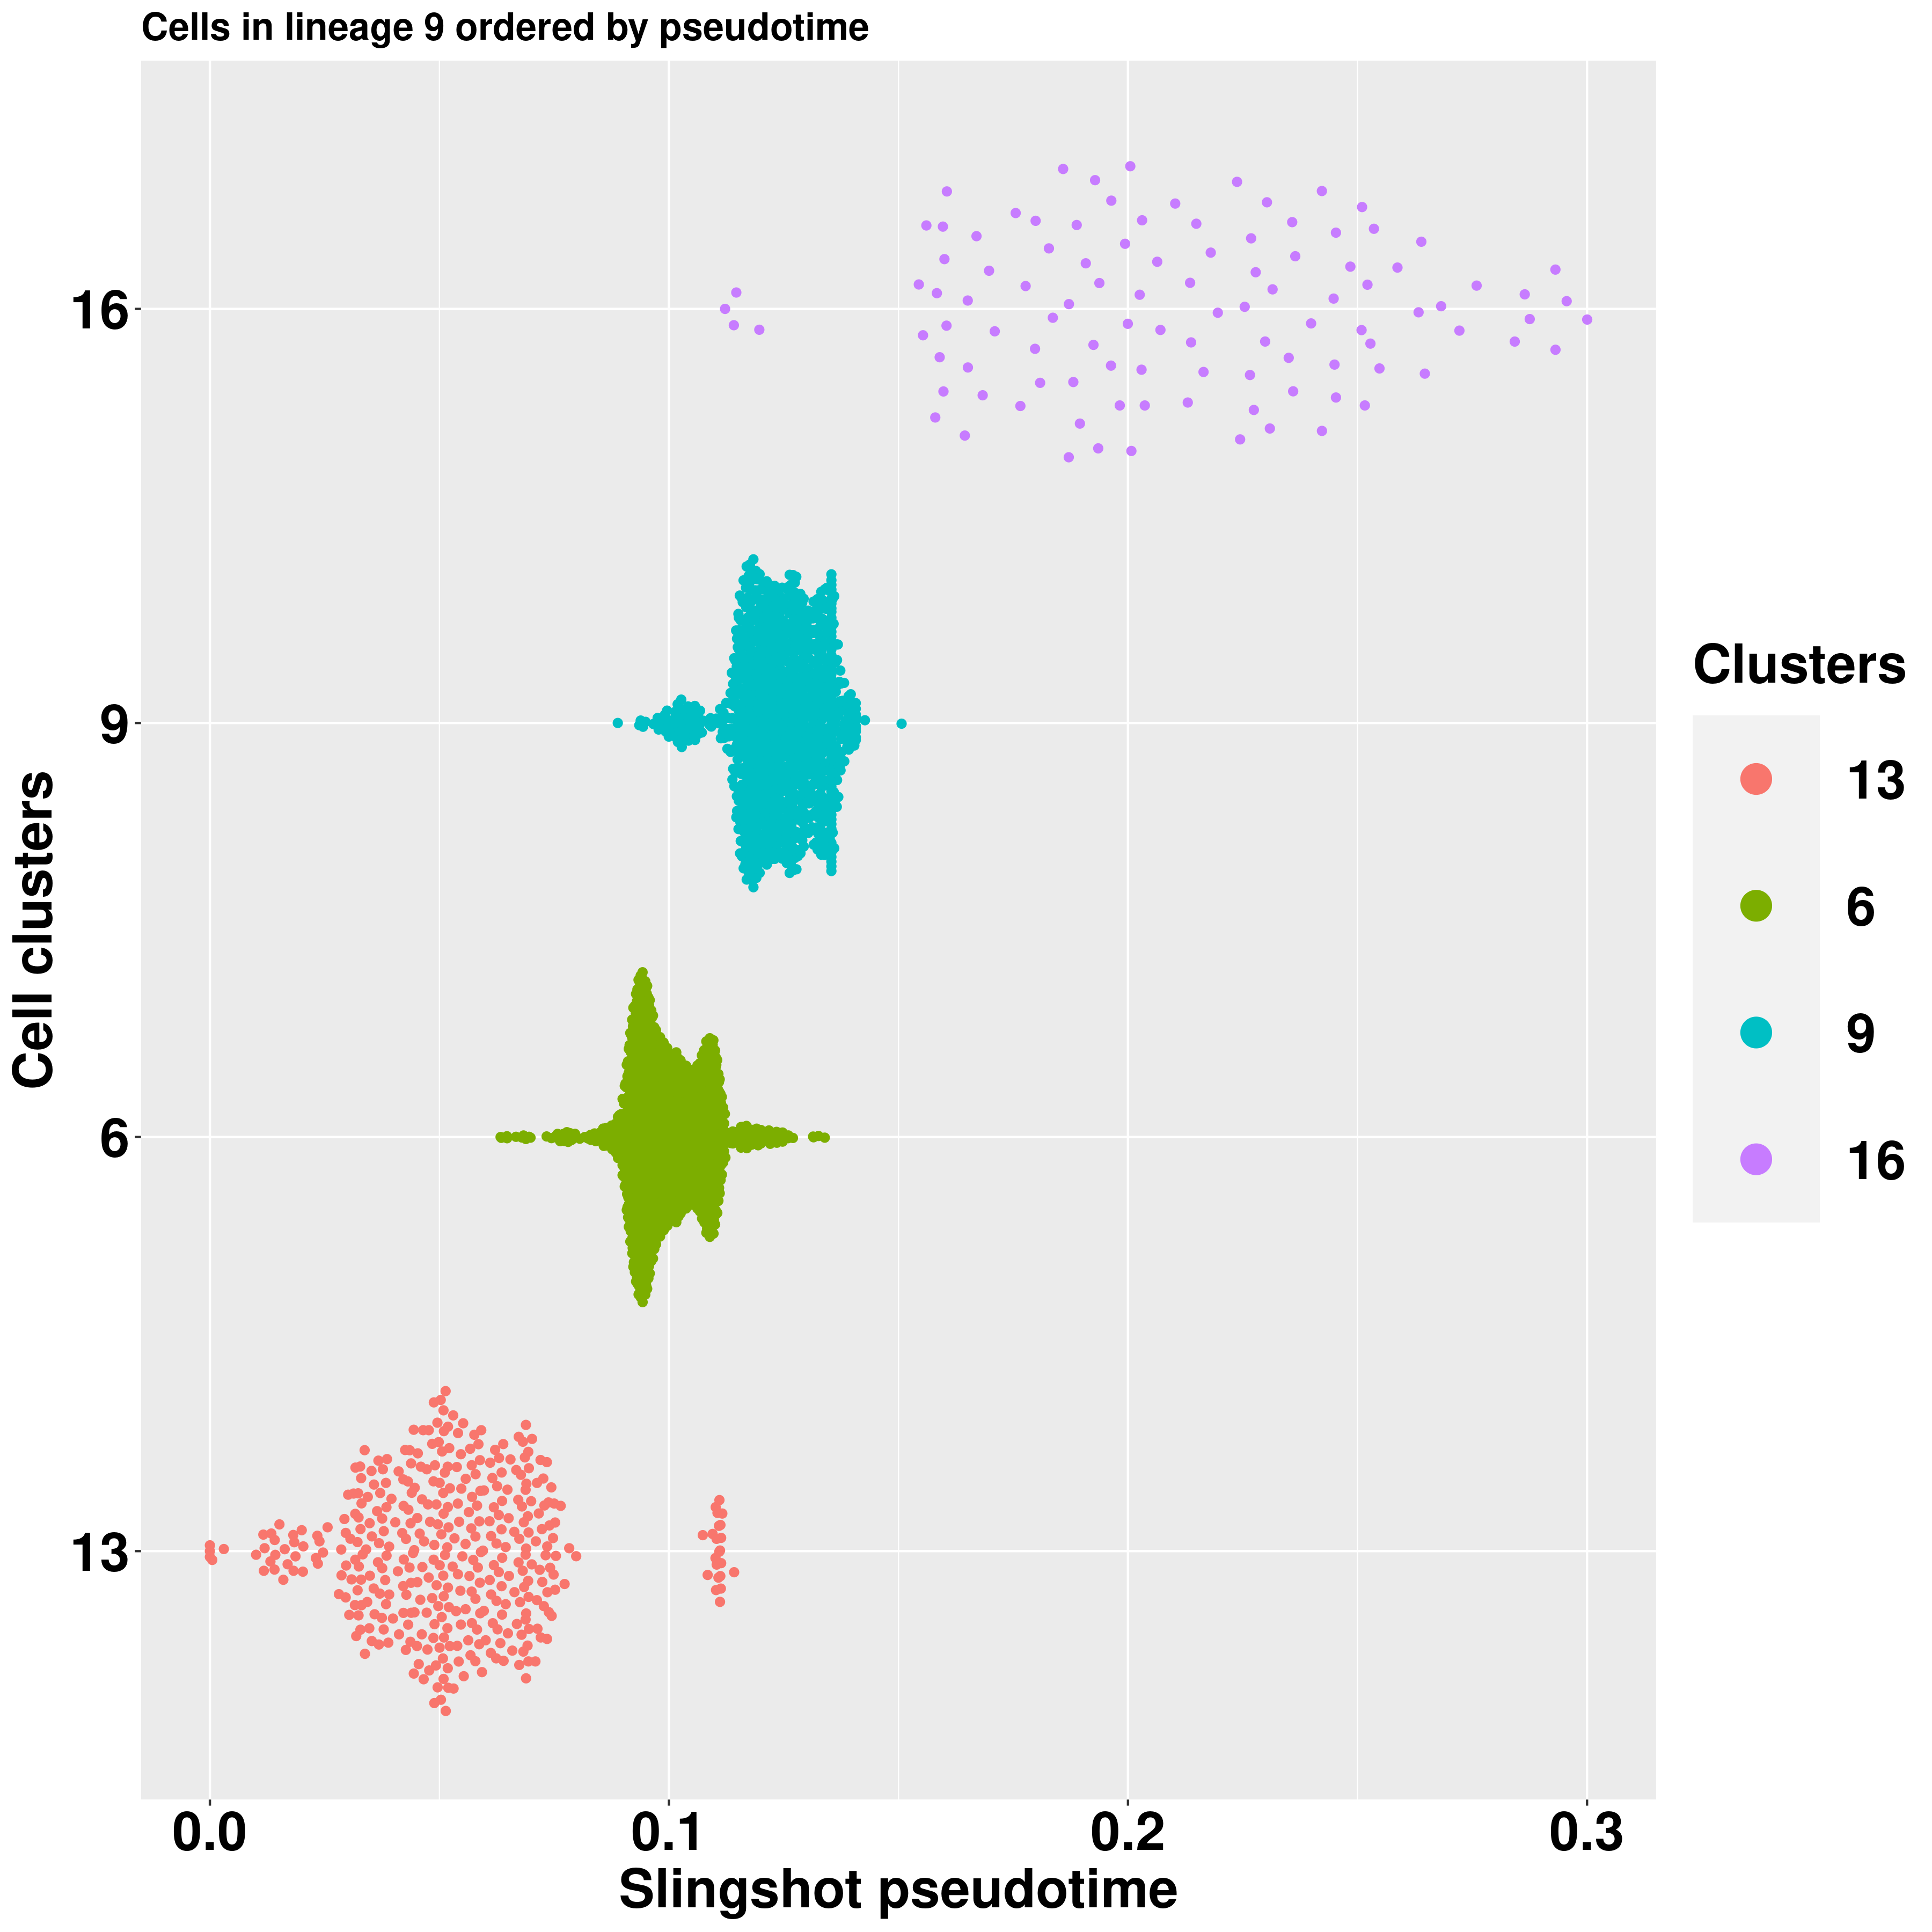 Cells in lineage 9 ordered by pseudotime
Cell clusters
16
9
6
13
0.0 0.1 0.2 0.3
Slingshot pseudotime
Clusters
13
6
9
16